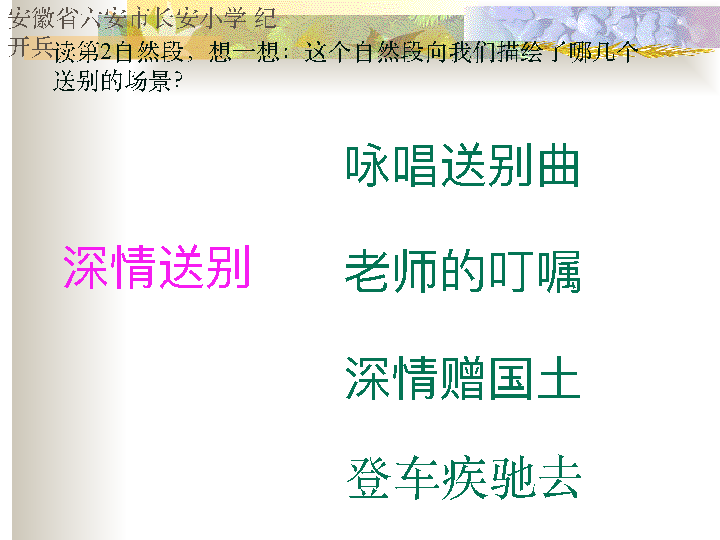 安徽省六安市长安小学 纪
开兵
读第2自然段，想一想：这个自然段向我们描绘了哪几个
送别的场景？
咏唱送别曲
深情送别
老师的叮嘱
深情赠国土
登车疾驰去